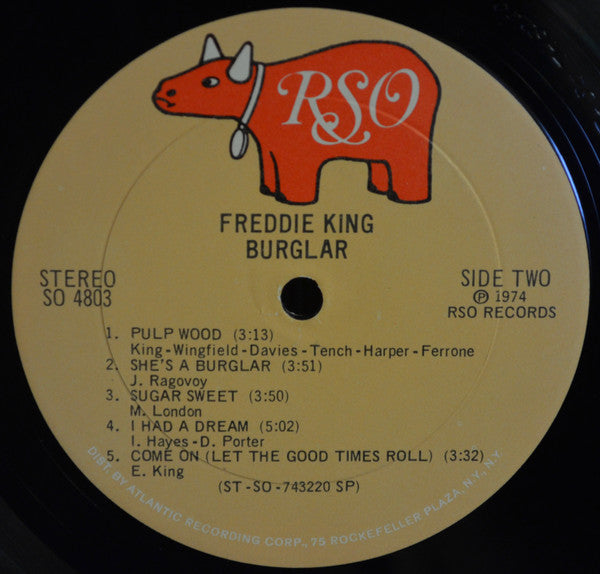 RSO
FREDDIE KING
BURGLAR
STEREO
SO 4803
SIDE TWO
℗ 1974
RSO RECORDS
1. PULP WOOD (3:13)
King-Wingfield-Davies-Tench-Harper-Ferrone
2. SHE'S A BURGLAR (3:51)
J. Ragovoy
3. SUGAR SWEET (3:50)
M. London
4. I HAD A DREAM (5:02)
I. Hayes-D. Porter
5. COME ON (LET THE GOOD TIMES ROLL) (3:32)
E. King
(ST-SO-743220 SP)
DIST. BY ATLANTIC RECORDING CORP., 75 ROCKEFELLER PLAZA, N.Y., N.Y.